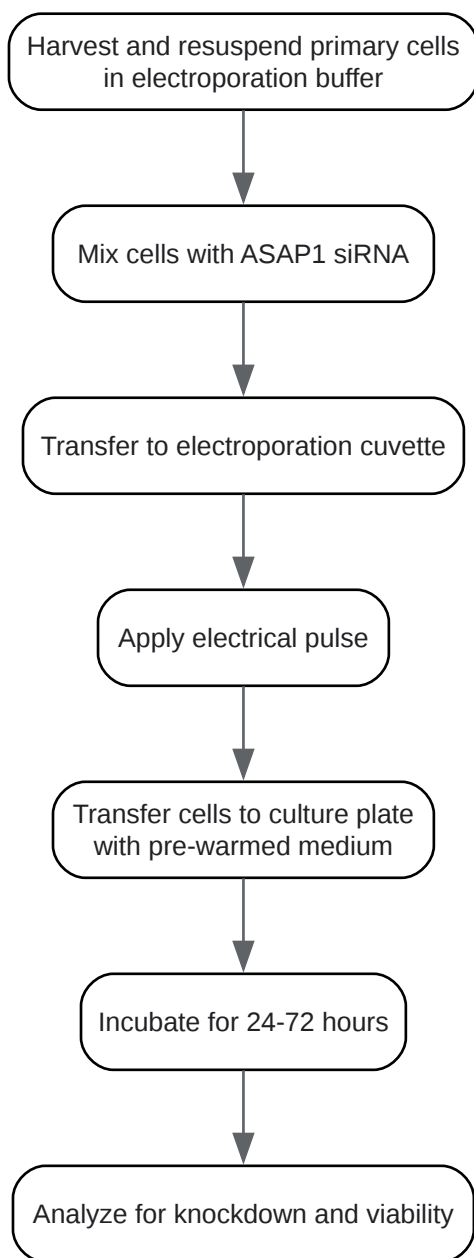 Harvest and resuspend primary cells
in electroporation buffer
Mix cells with ASAP1 siRNA
Transfer to electroporation cuvette
Apply electrical pulse
Transfer cells to culture plate
with pre-warmed medium
Incubate for 24-72 hours
Analyze for knockdown and viability